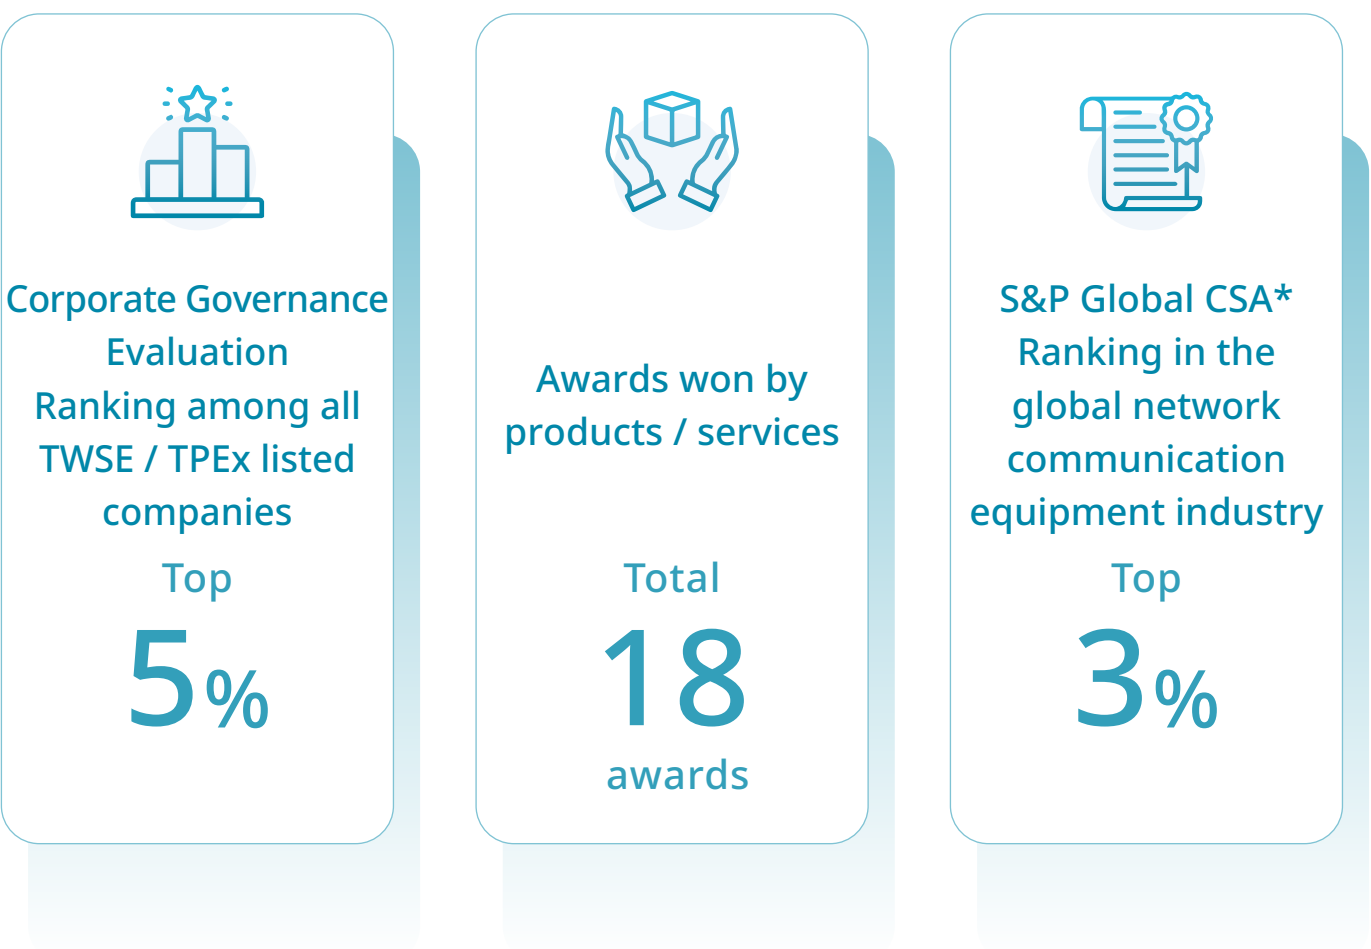 Corporate Governance
Evaluation
Ranking among all
TWSE / TPEx listed
companies
Top
5%
Awards won by
products / services
Total
18
awards
S&P Global CSA*
Ranking in the
global network
communication
equipment industry
Top
3%